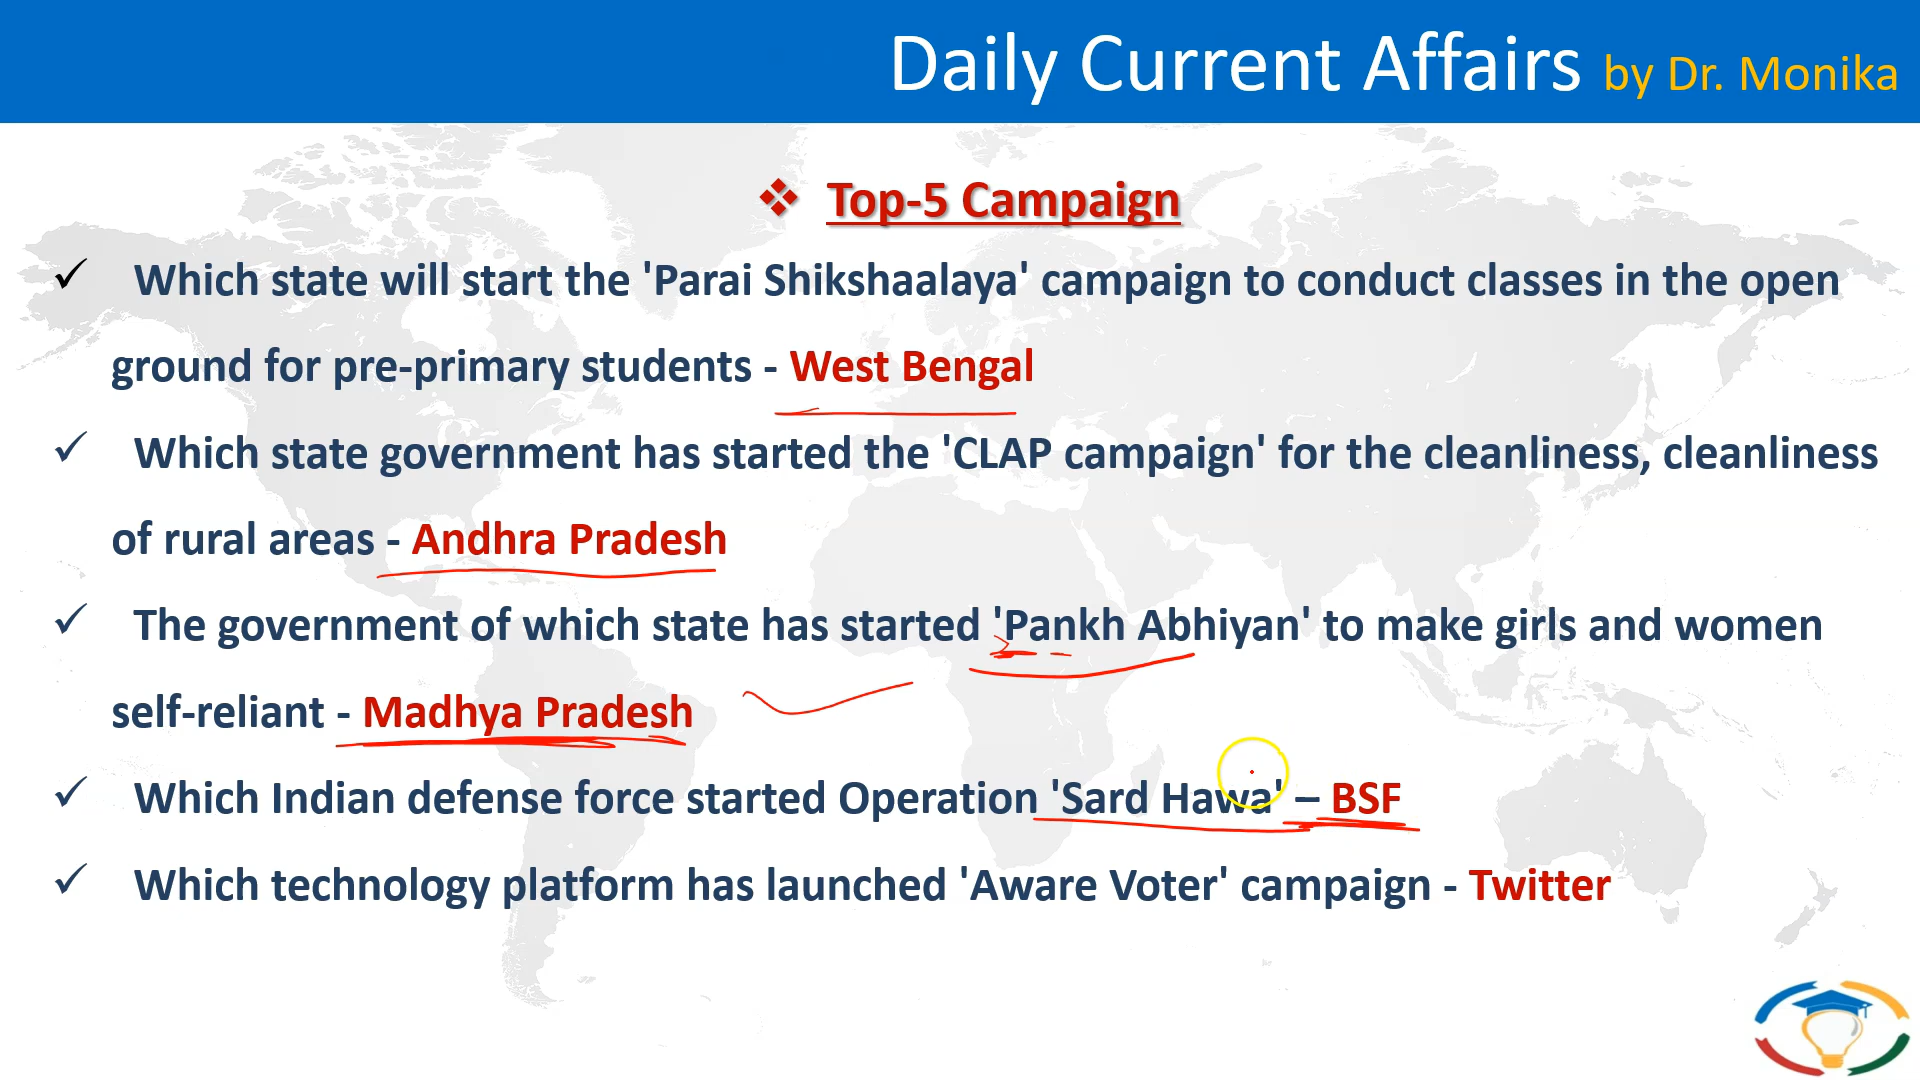 Daily Current Affairs by Dr. Monika
❖ Top-5 Campaign
✓ Which state will start the 'Parai Shikshaalaya' campaign to conduct classes in the open
ground for pre-primary students - West Bengal
✓ Which state government has started the 'CLAP campaign' for the cleanliness, cleanliness
of rural areas - Andhra Pradesh
✓ The government of which state has started 'Pankh Abhiyan' to make girls and women
self-reliant - Madhya Pradesh
✓ Which Indian defense force started Operation 'Sard Hawa' – BSF
✓ Which technology platform has launched 'Aware Voter' campaign - Twitter